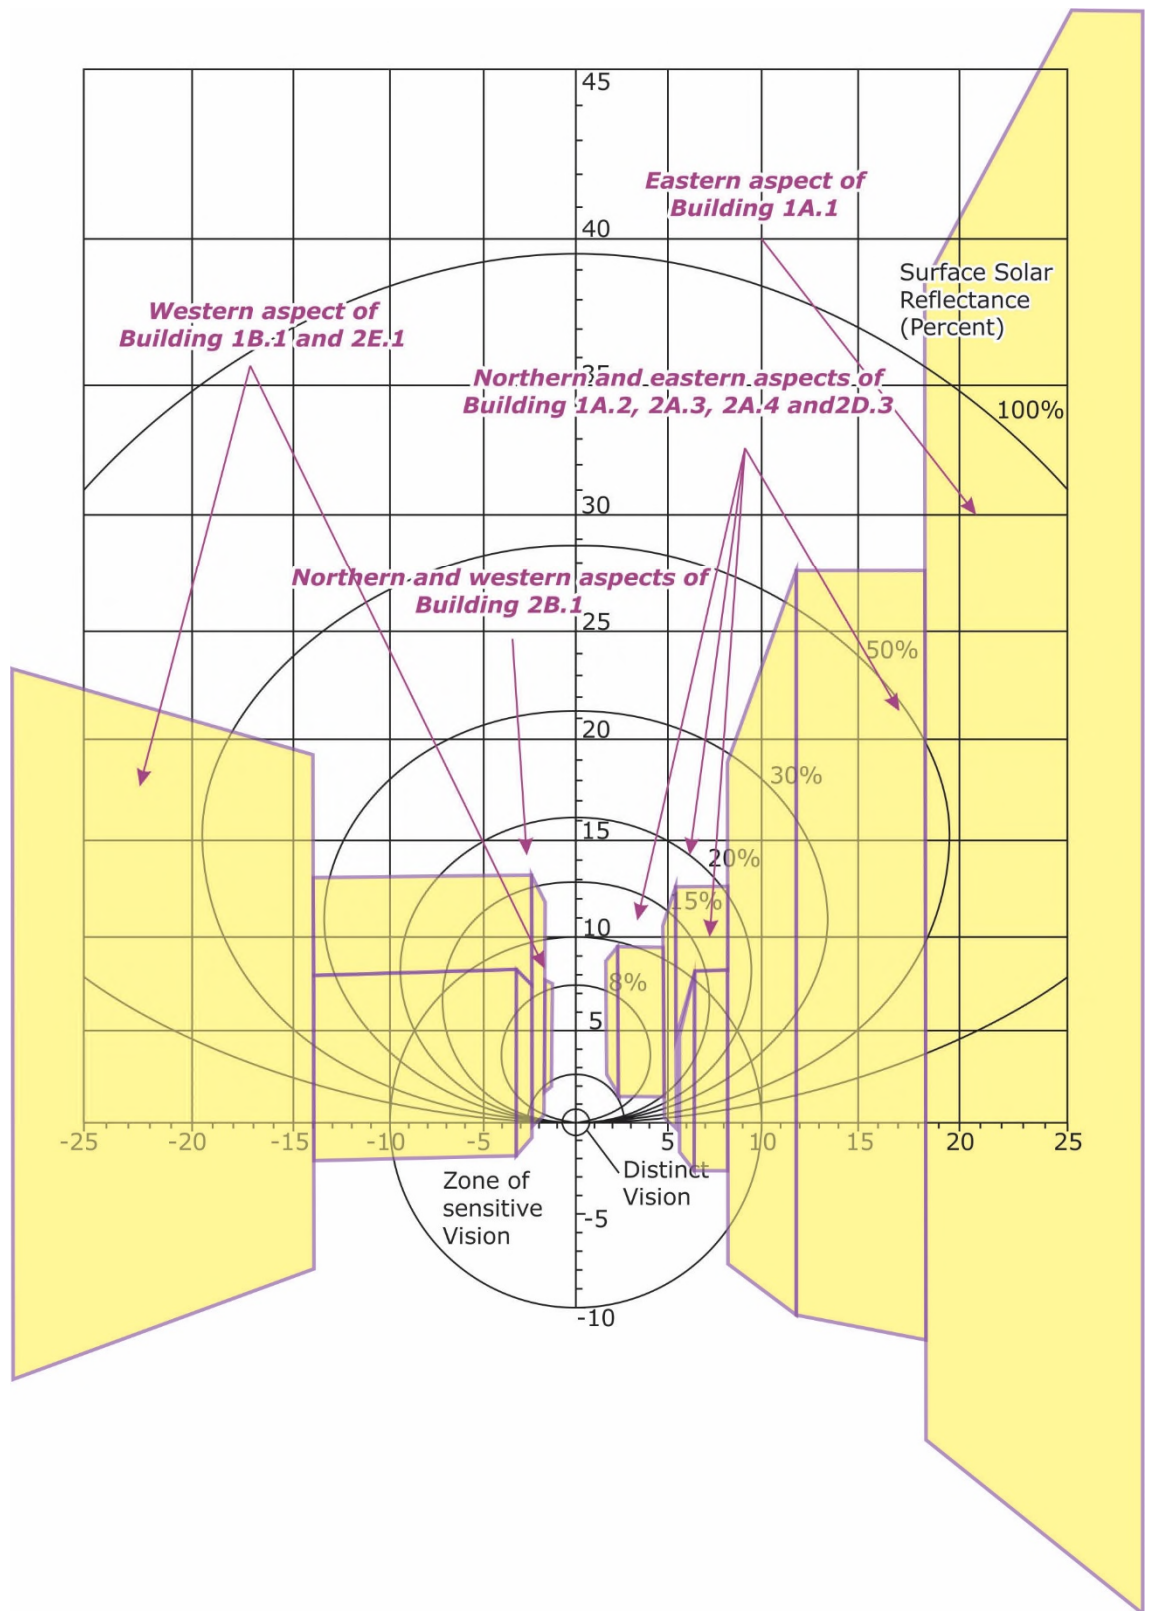 45
Eastern aspect of
Building 1A.1
40
Surface Solar
Reflectance
(Percent)
Western aspect of
Building 1B.1 and 2E.1
35
Northern and eastern aspects of
Building 1A.2, 2A.3, 2A.4 and2D.3
100%
30
Northern and western aspects of
Building 2B.1
25
50%
20
30%
15
20%
15%
10
8%
5
-25 -20 -15 -10 -5 5 10 15 20 25
Zone of
sensitive
Vision
Distinct
Vision
-5
-10